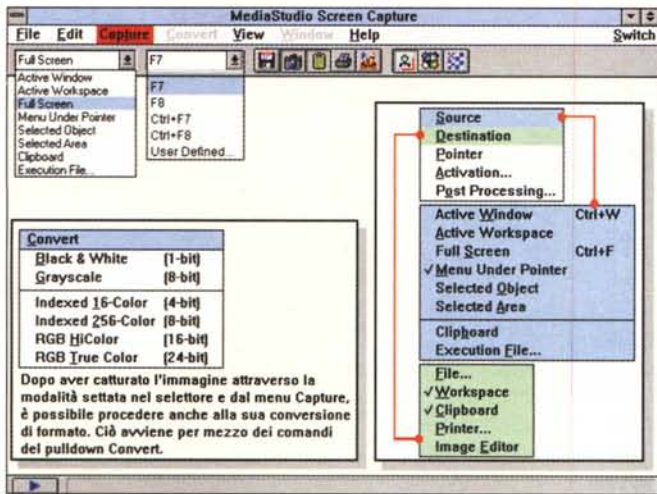 MediaStudio Screen Capture
File Edit Capture Convert View Window Help Switch
Full Screen F7
Active Window
Active Workspace
Full Screen
Menu Under Pointer
Selected Object
Selected Area
Clipboard
Execution File...
F7
F8
Ctrl+F7
Ctrl+F8
User Defined...
Convert
Black & White (1-bit)
Grayscale (8-bit)
Indexed 16-Color (4-bit)
Indexed 256-Color (8-bit)
RGB HiColor (16-bit)
RGB True Color (24-bit)
Dopo aver catturato l'immagine attraverso la
modalità settata nel selettore e dal menu Capture,
è possibile procedere anche alla sua conversione
di formato. Ciò avviene per mezzo dei comandi
del pulldown Convert.
Source
Destination
Pointer
Activation...
Post Processing...
Active Window Ctrl+W
Active Workspace
Full Screen Ctrl+F
✓Menu Under Pointer
Selected Object
Selected Area
Clipboard
Execution File...
File...
✓Workspace
✓Clipboard
Printer...
Image Editor